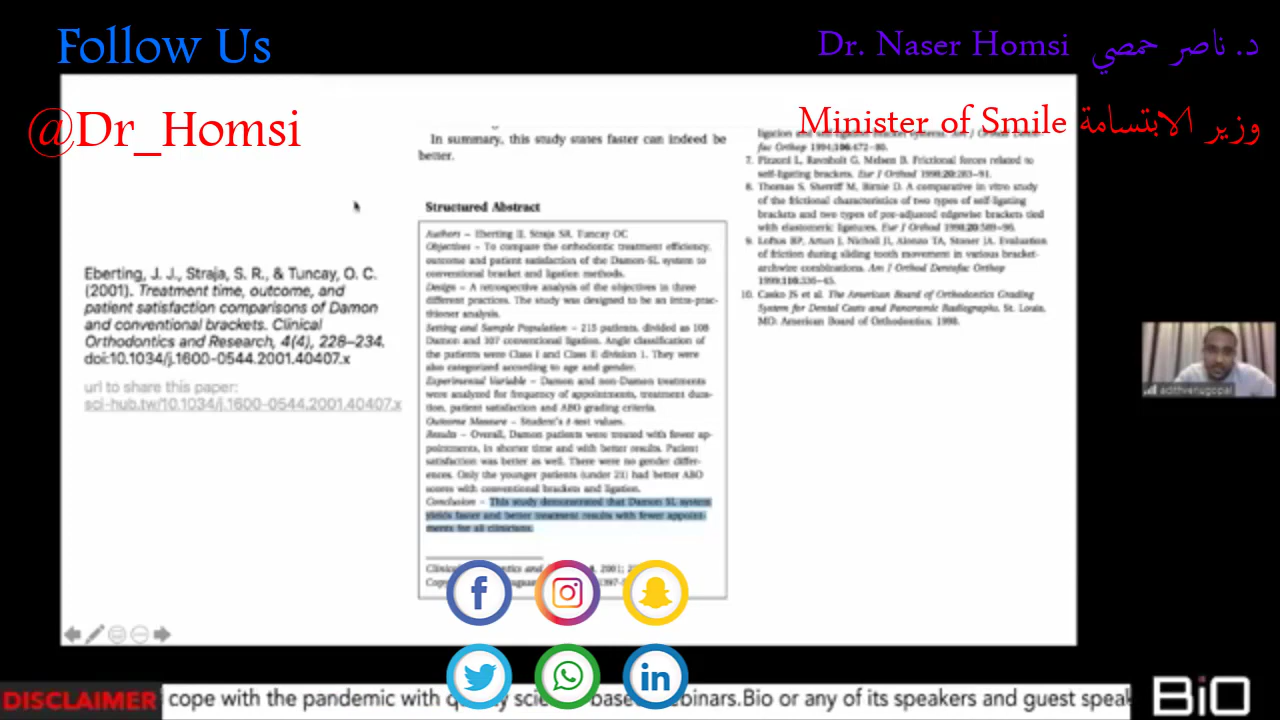 Follow Us
@Dr_Homsi
Dr. Naser Homsi د. ناصر حمصي
Minister of Smile وزير الابتسامة
Eberting, J. J., Straja, S. R., & Tuncay, O. C.
(2001). Treatment time, outcome, and
patient satisfaction comparisons of Damon
and conventional brackets. Clinical
Orthodontics and Research, 4(4), 228–234.
doi:10.1034/j.1600-0544.2001.40407.x
url to share this paper:
sci-hub.tw/10.1034/j.1600-0544.2001.40407.x
In summary, this study states faster can indeed be
better.
Structured Abstract
Authors – Eberting JJ, Straja SR, Tuncay OC
Objectives – To compare the orthodontic treatment efficiency,
outcome and patient satisfaction of the Damon-SL system to
conventional bracket and ligation methods.
Design – A retrospective analysis of the objectives in three
different practices. The study was designed to be an intra-prac-
titioner analysis.
Setting and Sample Population – 215 patients, divided as 108
Damon and 107 conventional ligation. Angle classification of
the patients were Class I and Class II division 1. They were
also categorized according to age and gender.
Experimental Variable – Damon and non-Damon treatments
were analyzed for frequency of appointments, treatment dura-
tion, patient satisfaction and ABO grading criteria.
Outcome Measure – Student's t-test values.
Results – Overall, Damon patients were treated with fewer ap-
pointments, in shorter time and with better results. Patient
satisfaction was better as well. There were no gender differ-
ences. Only the younger patients (under 21) had better ABO
scores with conventional brackets and ligation.
Conclusion – This study demonstrated that Damon SL system
yields faster and better treatment results with fewer appoint-
ments for all clinicians.
ligation and self-ligating bracket systems. Am J Orthod Dento-
fac Orthop 1994;106:472–80.
7. Pizzoni L, Ravnholt G, Melsen B. Frictional forces related to
self-ligating brackets. Eur J Orthod 1998;20:283–91.
8. Thomas S, Sherriff M, Birnie D. A comparative in vitro study
of the frictional characteristics of two types of self-ligating
brackets and two types of pre-adjusted edgewise brackets tied
with elastomeric ligatures. Eur J Orthod 1998;20:589–96.
9. Loftus BP, Artun J, Nicholl JI, Alonzo TA, Stoner JA. Evaluation
of friction during sliding tooth movement in various bracket-
archwire combinations. Am J Orthod Dentofac Orthop
1999;116:336–45.
10. Casko JS et al. The American Board of Orthodontics Grading
System for Dental Casts and Panoramic Radiographs. St. Louis,
MO: American Board of Orthodontics; 1998.
adithvenugopal
DISCLAIMER cope with the pandemic with binars.Bio or any of its speakers and guest speak
BiO